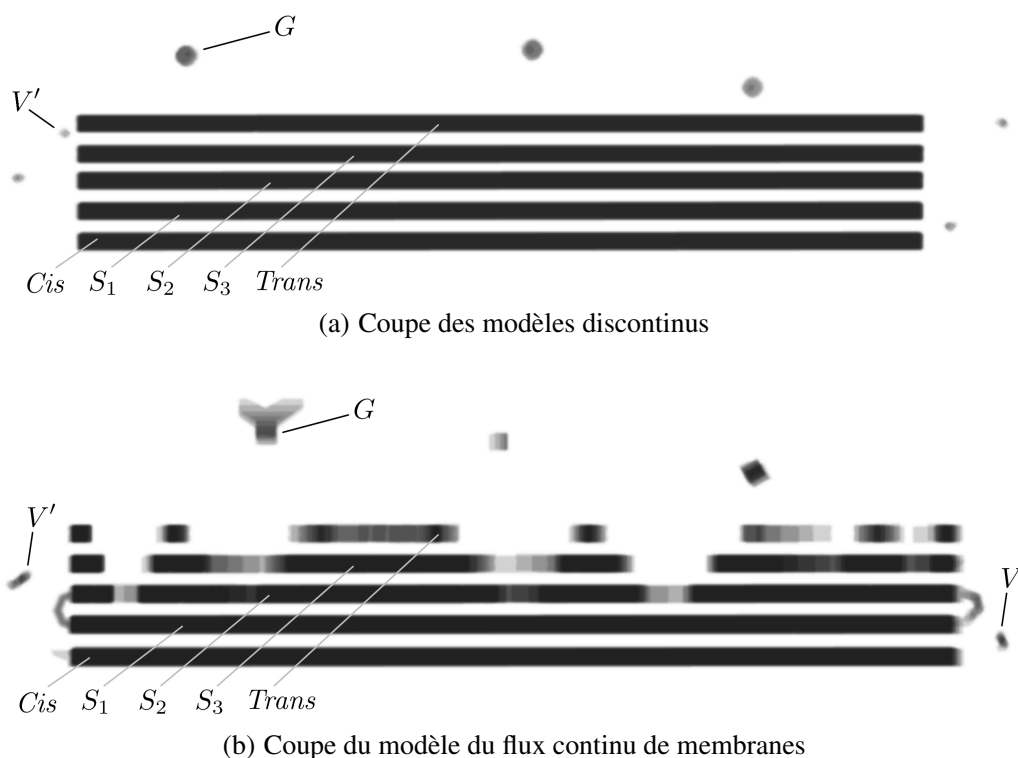 G
V′
Cis S₁ S₂ S₃ Trans
(a) Coupe des modèles discontinus
G
V′
V
Cis S₁ S₂ S₃ Trans
(b) Coupe du modèle du flux continu de membranes